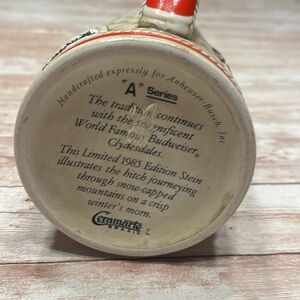 Handcrafted expressly for Anheuser-Busch, Inc.
"A" Series
The tradition continues
with the magnificent
World Famous Budweiser®
Clydesdales.
This Limited 1985 Edition Stein
illustrates the hitch journeying
through snow-capped
mountains on a crisp
winter's morn.
Ceramarte
BRAZIL